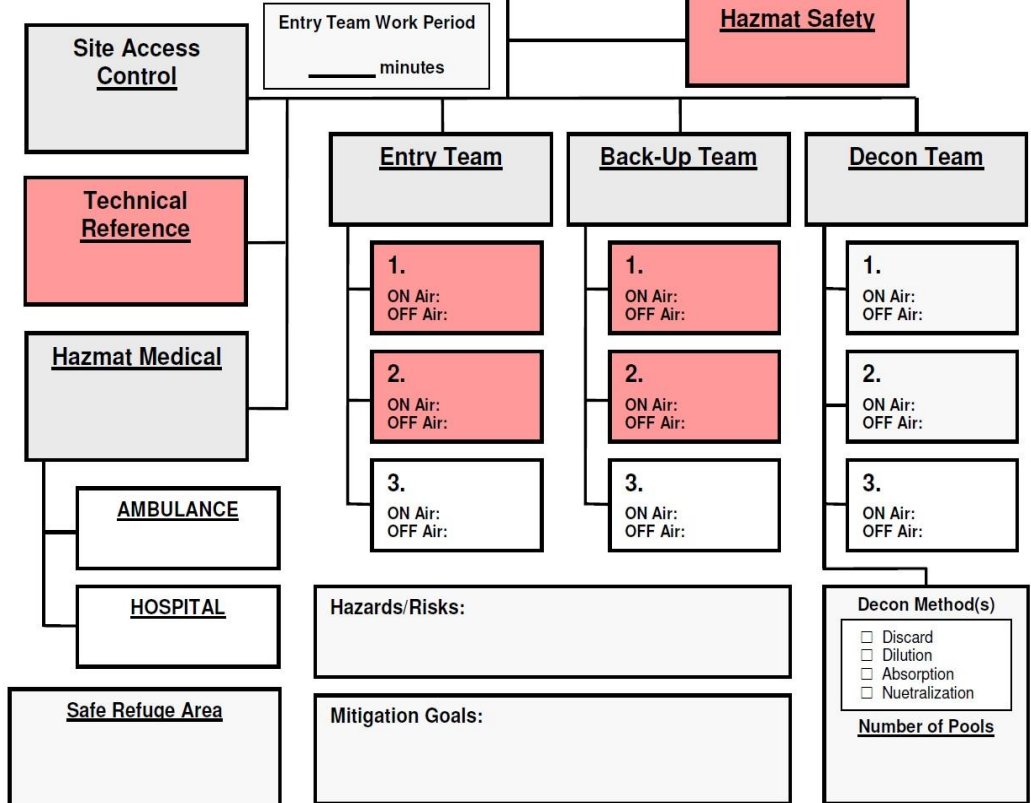 Entry Team Work Period
______ minutes
Hazmat Safety
Site Access
Control
Technical
Reference
Hazmat Medical
AMBULANCE
HOSPITAL
Safe Refuge Area
Entry Team
1.
ON Air:
OFF Air:
2.
ON Air:
OFF Air:
3.
ON Air:
OFF Air:
Back-Up Team
1.
ON Air:
OFF Air:
2.
ON Air:
OFF Air:
3.
ON Air:
OFF Air:
Decon Team
1.
ON Air:
OFF Air:
2.
ON Air:
OFF Air:
3.
ON Air:
OFF Air:
Hazards/Risks:
Mitigation Goals:
Decon Method(s)
☐ Discard
☐ Dilution
☐ Absorption
☐ Nuetralization
Number of Pools